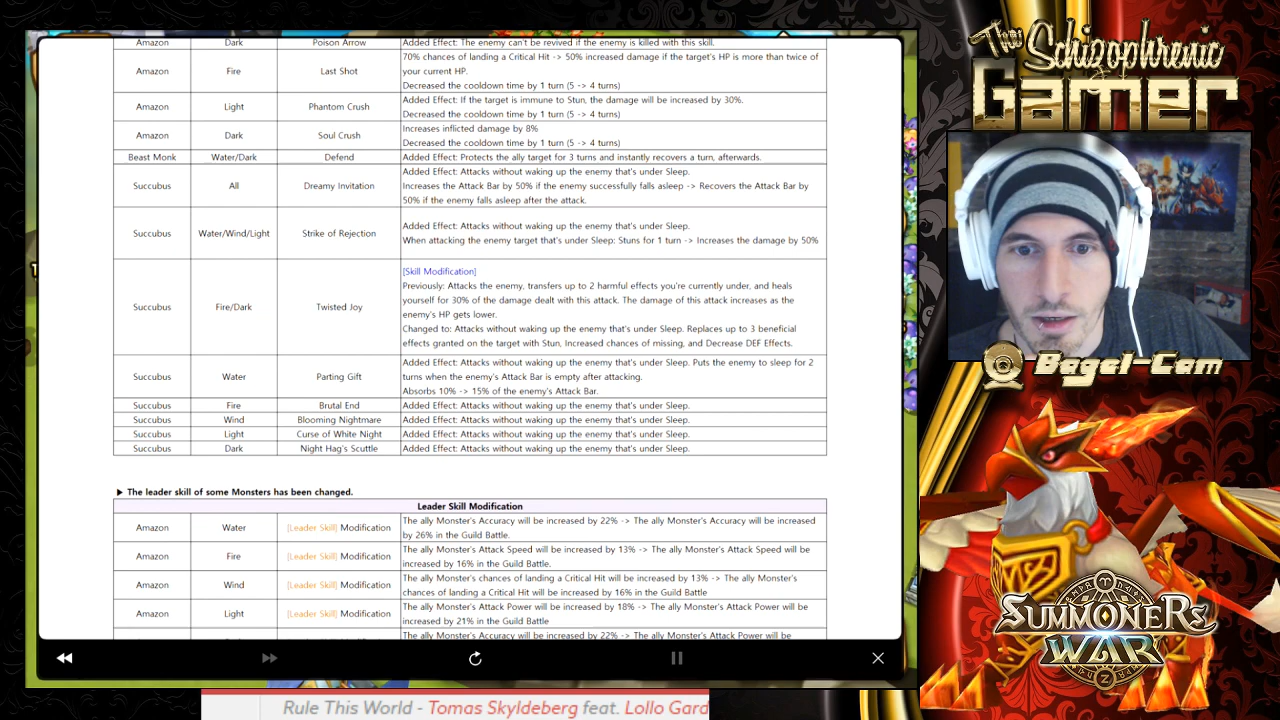 Amazon Dark Poison Arrow Added Effect: The enemy can't be revived if the enemy is killed with this skill.
Amazon Fire Last Shot 70% chances of landing a Critical Hit -> 50% increased damage if the target's HP is more than twice of
your current HP.
Decreased the cooldown time by 1 turn (5 -> 4 turns)
Amazon Light Phantom Crush Added Effect: If the target is immune to Stun, the damage will be increased by 30%.
Decreased the cooldown time by 1 turn (5 -> 4 turns)
Amazon Dark Soul Crush Increases inflicted damage by 8%
Decreased the cooldown time by 1 turn (5 -> 4 turns)
Beast Monk Water/Dark Defend Added Effect: Protects the ally target for 3 turns and instantly recovers a turn, afterwards.
Succubus All Dreamy Invitation Added Effect: Attacks without waking up the enemy that's under Sleep.
Increases the Attack Bar by 50% if the enemy successfully falls asleep -> Recovers the Attack Bar by
50% if the enemy falls asleep after the attack.
Succubus Water/Wind/Light Strike of Rejection Added Effect: Attacks without waking up the enemy that's under Sleep.
When attacking the enemy target that's under Sleep: Stuns for 1 turn -> Increases the damage by 50%
Succubus Fire/Dark Twisted Joy [Skill Modification]
Previously: Attacks the enemy, transfers up to 2 harmful effects you're currently under, and heals
yourself for 30% of the damage dealt with this attack. The damage of this attack increases as the
enemy's HP gets lower.
Changed to: Attacks without waking up the enemy that's under Sleep. Replaces up to 3 beneficial
effects granted on the target with Stun, Increased chances of missing, and Decrease DEF Effects.
Succubus Water Parting Gift Added Effect: Attacks without waking up the enemy that's under Sleep. Puts the enemy to sleep for 2
turns when the enemy's Attack Bar is empty after attacking.
Absorbs 10% -> 15% of the enemy's Attack Bar.
Succubus Fire Brutal End Added Effect: Attacks without waking up the enemy that's under Sleep.
Succubus Wind Blooming Nightmare Added Effect: Attacks without waking up the enemy that's under Sleep.
Succubus Light Curse of White Night Added Effect: Attacks without waking up the enemy that's under Sleep.
Succubus Dark Night Hag's Scuttle Added Effect: Attacks without waking up the enemy that's under Sleep.
▶ The leader skill of some Monsters has been changed.
Leader Skill Modification
Amazon Water [Leader Skill] Modification The ally Monster's Accuracy will be increased by 22% -> The ally Monster's Accuracy will be increased
by 26% in the Guild Battle.
Amazon Fire [Leader Skill] Modification The ally Monster's Attack Speed will be increased by 13% -> The ally Monster's Attack Speed will be
increased by 16% in the Guild Battle.
Amazon Wind [Leader Skill] Modification The ally Monster's chances of landing a Critical Hit will be increased by 13% -> The ally Monster's
chances of landing a Critical Hit will be increased by 16% in the Guild Battle
Amazon Light [Leader Skill] Modification The ally Monster's Attack Power will be increased by 18% -> The ally Monster's Attack Power will be
increased by 21% in the Guild Battle
The ally Monster's Accuracy will be increased by 22% -> The ally Monster's Attack Power will be
Rule This World - Tomas Skyldeberg feat. Lollo Gard
The
Schizophrenic
Gamer
Bagel-Cam
SUMMONERS
WAR